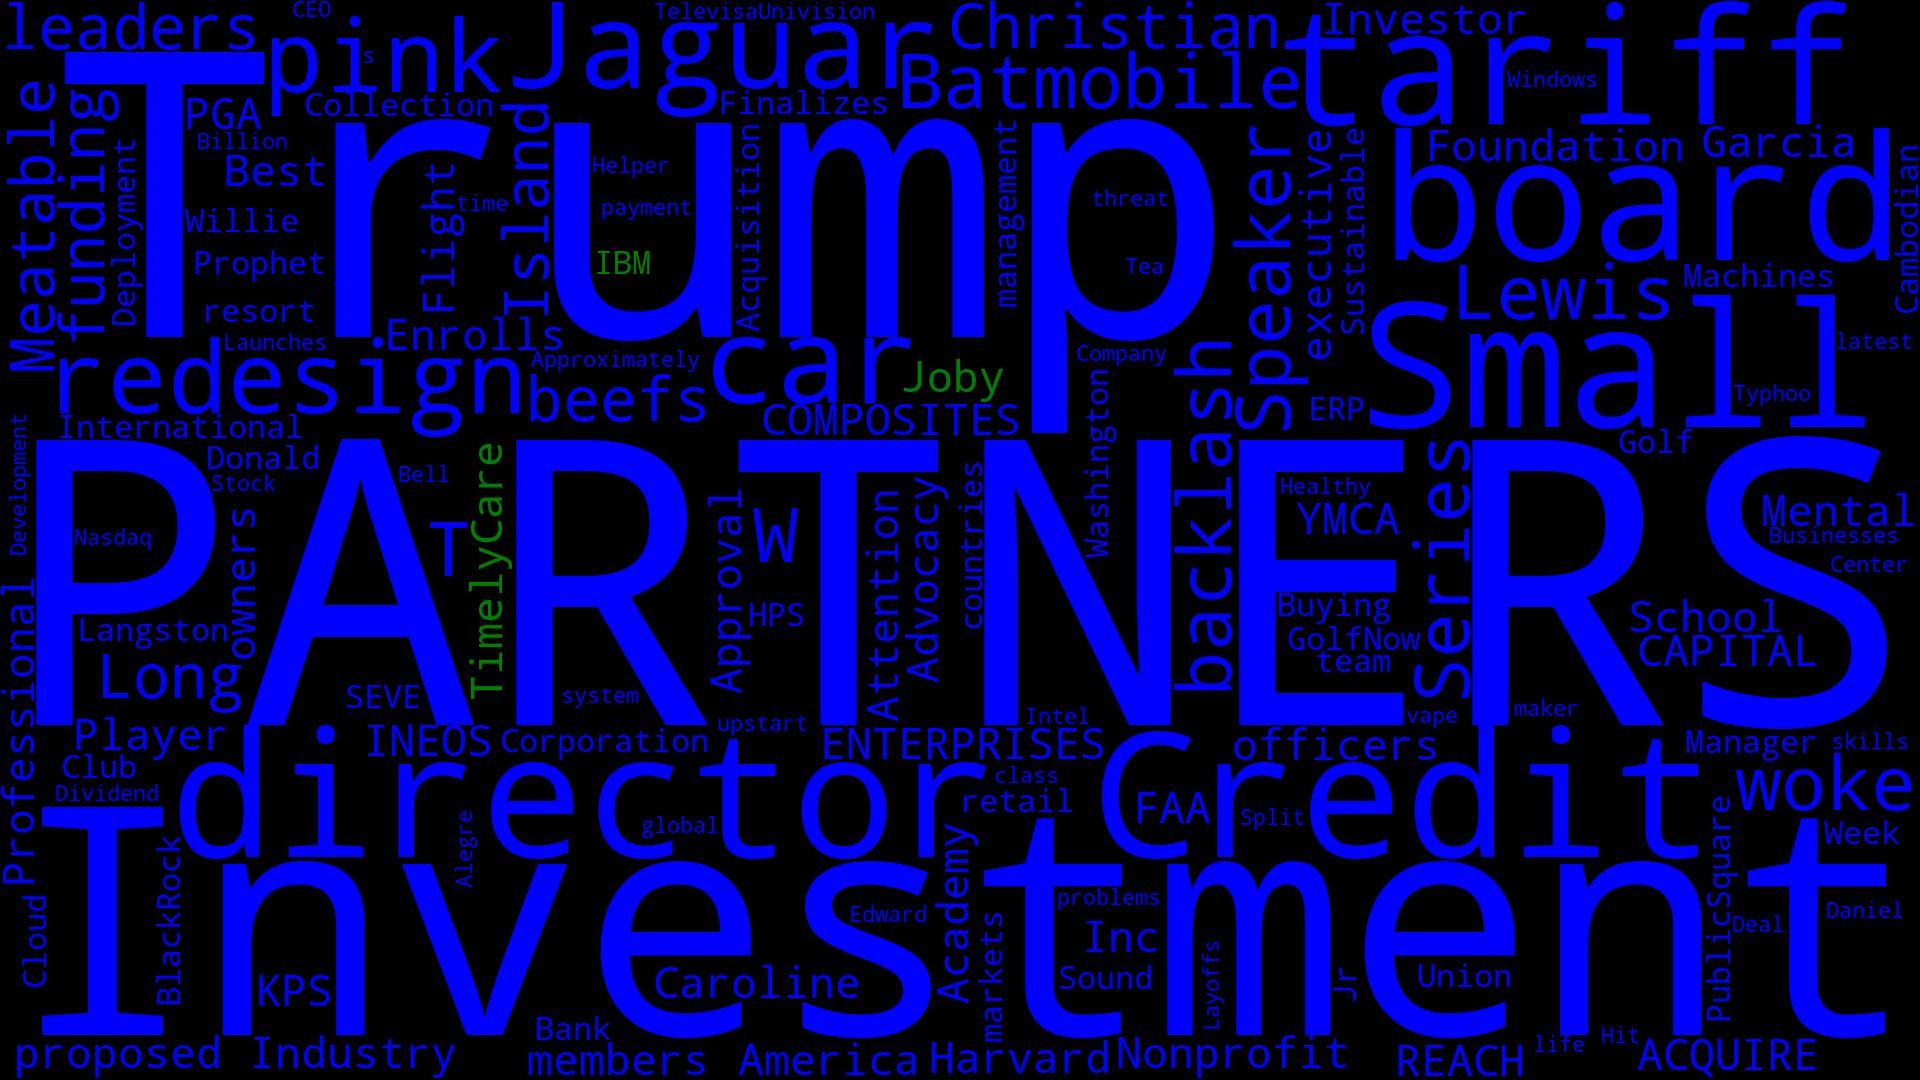 leaders
CEO
pink
is
Jaguar
TelevisaUnivision
Christian
tariff
Investor
Batmobile
Windows
Trump
Meatable
funding
PGA
Collection
Finalizes
Billion
Best
Deployment
Willie
Prophet
resort
Launches
Flight
time
Island
Helper
payment
IBM
Acquisition
management
threat
Tea
Speaker
executive
Sustainable
board
Foundation
Garcia
Cambodian
Lewis
Machines
Small
latest
Typhoo
Enrolls
redesign
Approximately
beefs
car
Joby
Company
COMPOSITES
Washington
backlash
ERP
Golf
International
Development
Donald
Stock
Bell
PARTNERS
Nasdaq
owners
T
TimelyCare
Approval
W
HPS
Attention
Advocacy
countries
Healthy
YMCA
Series
Mental
Businesses
Center
Buying
GolfNow
team
School
CAPITAL
Langston
Long
SEVE
system
Professional
Intel
vape
maker
upstart
Player
INEOS
Corporation
ENTERPRISES
officers
Manager
skills
Club
Dividend
director
class
retail
Credit
FAA
Split
woke
Week
global
Alegre
Investment
Cloud
BlackRock
KPS
Edward
Academy
markets
problems
Inc
Sound
Layoffs
Jr
Union
PublicSquare
Deal
Daniel
Caroline
Bank
proposed
Industry
members
America
Harvard
Nonprofit
REACH
life
Hit
ACQUIRE